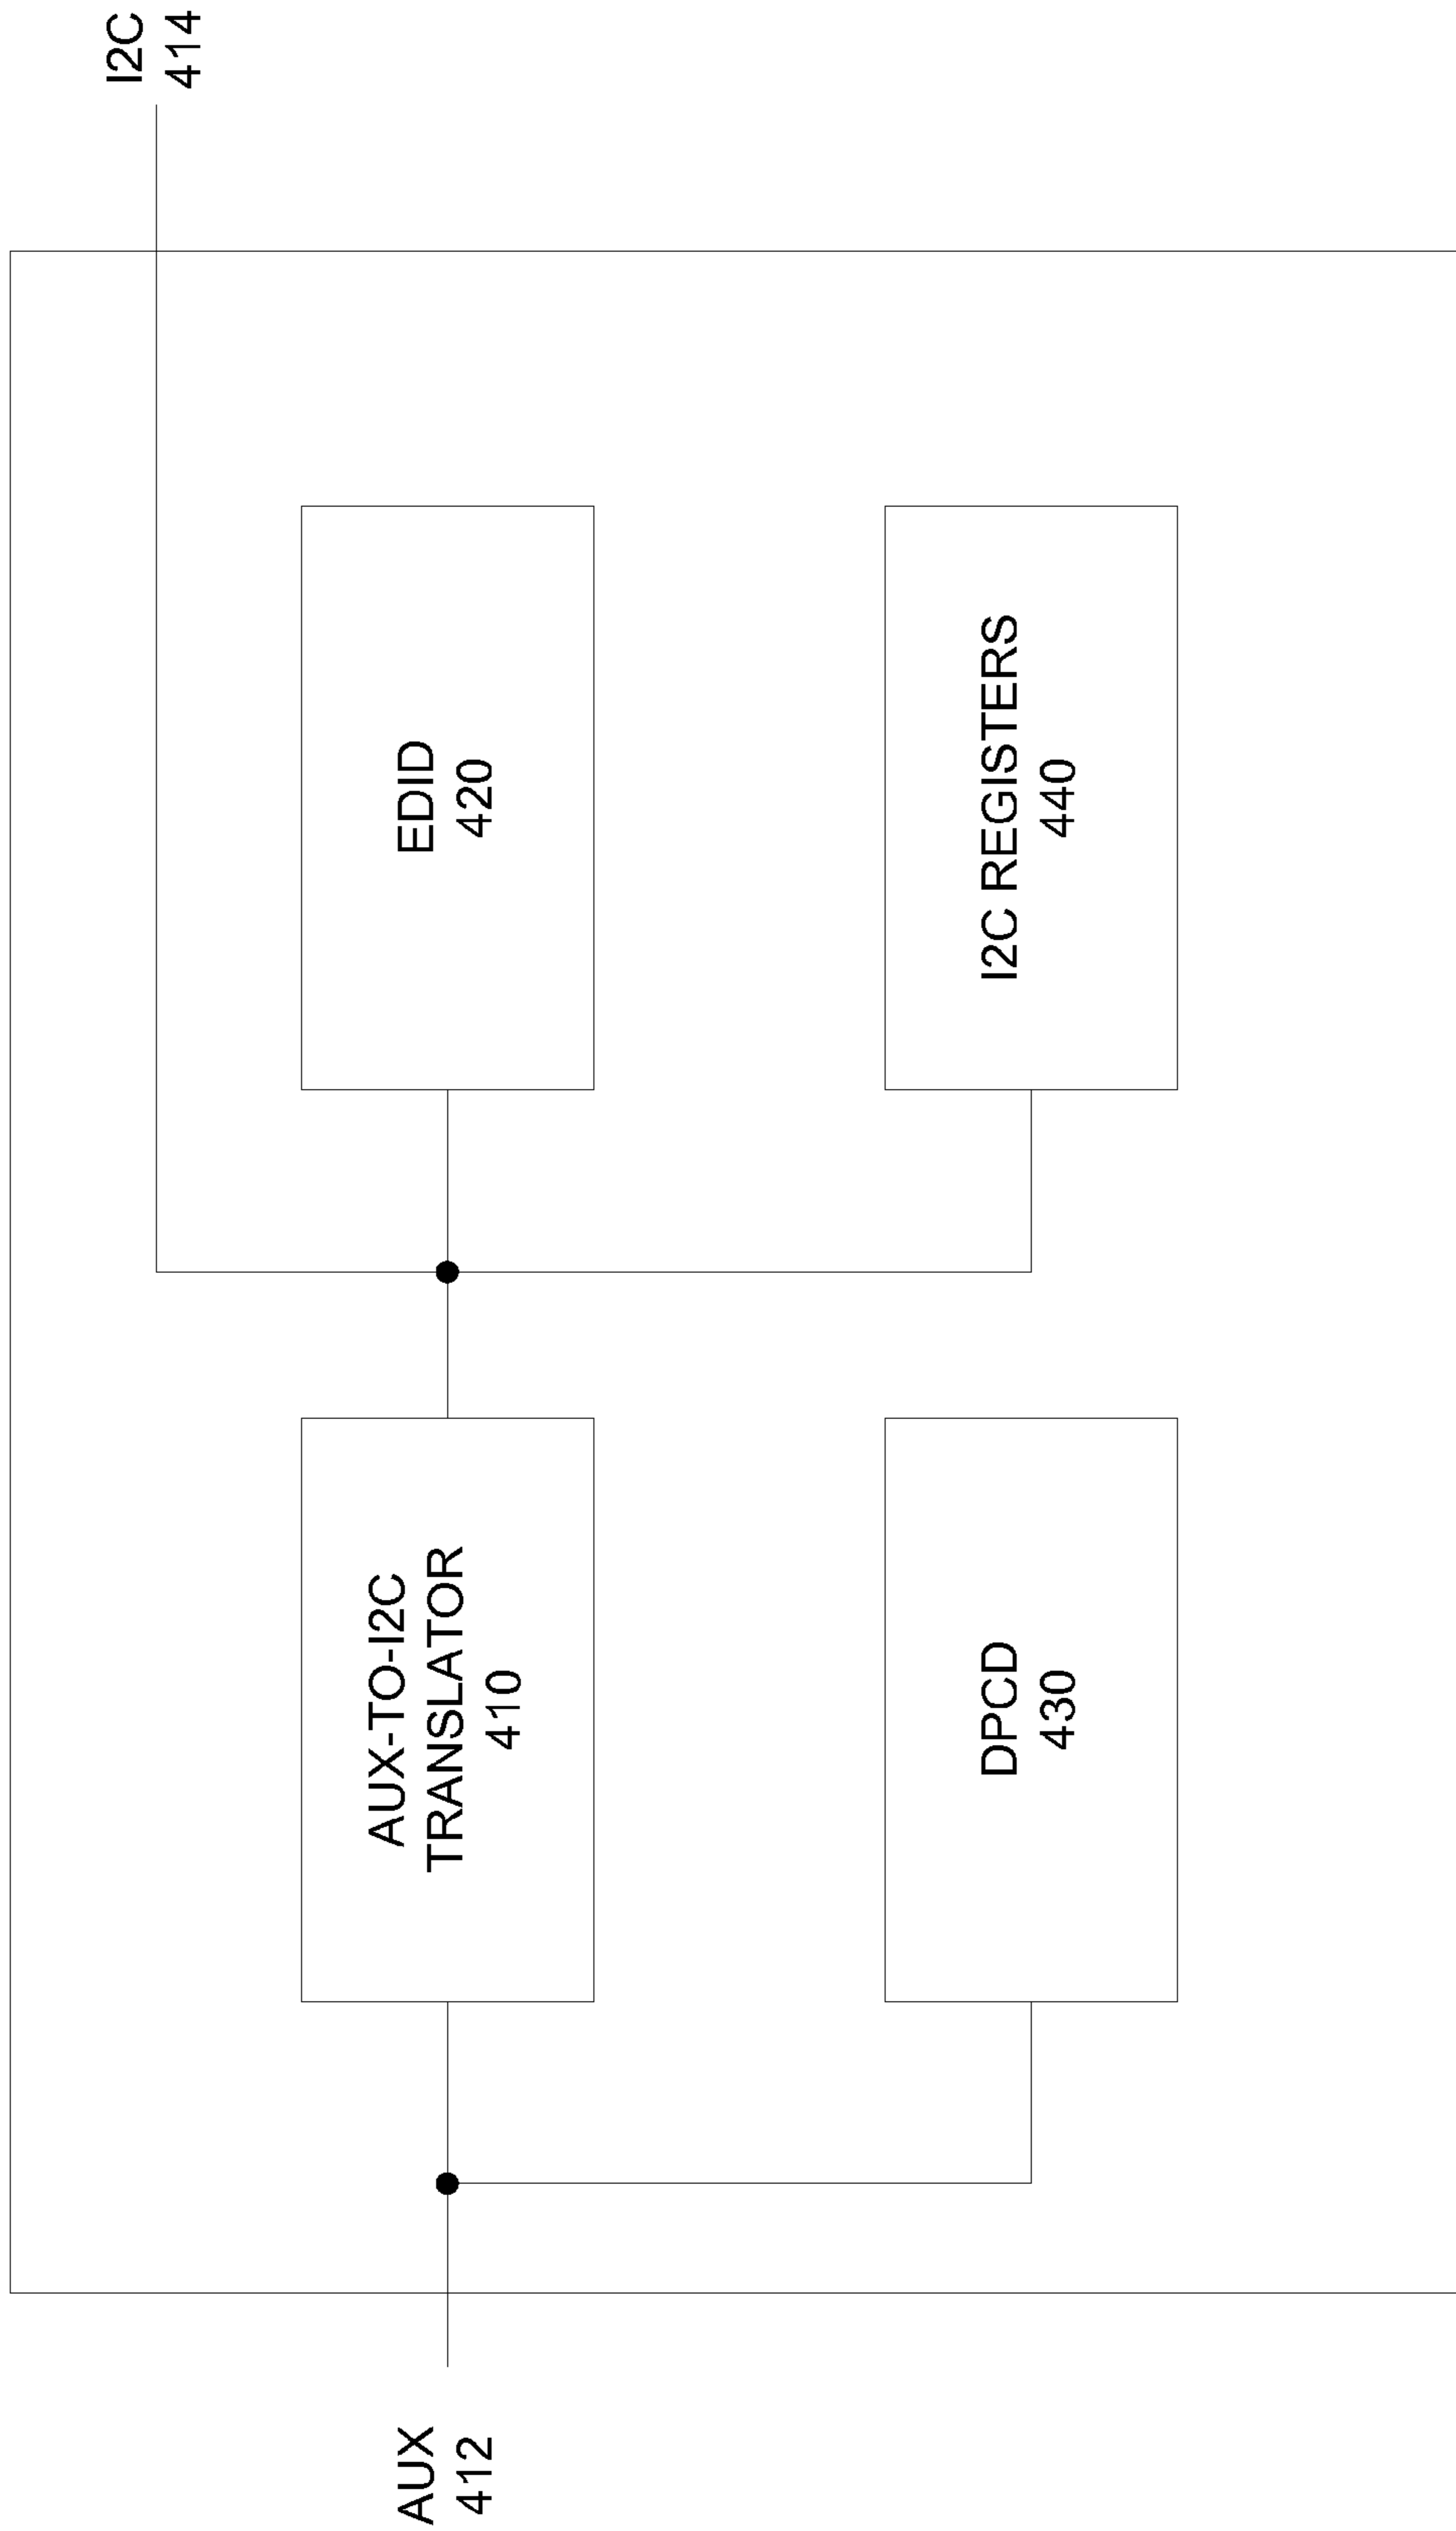 I2C
414
AUX-TO-I2C
TRANSLATOR
410
EDID
420
AUX
412
DPCD
430
I2C REGISTERS
440